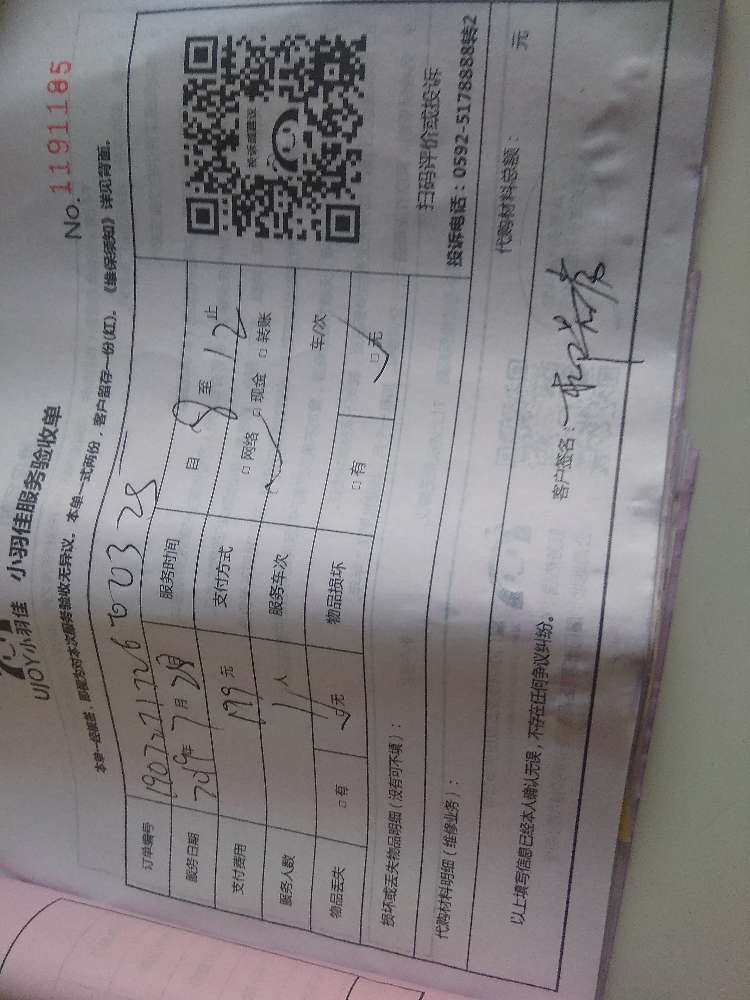 UJOY小羽佳 小羽佳服务验收单
No. 1191185
本单一经填签，即视为对本次服务验收无异议。本单一式两份，客户留存一份(红)。《维保须知》详见背面。
订单编号
服务日期 2019年 7月 服务时间 自 8 至 12 止
支付费用 199 元 支付方式 □ 网络 □ 现金 □ 转账
服务人数 1 人 服务车次 车/次
物品丢失 □ 有 □ 无 物品损坏 □ 有 □ 无
投诉或建议
扫码评价或投诉
投诉电话：0592-5178888转2
损坏或丢失物品明细（没有可不填）：
代购材料明细（维修业务）： 代购材料总额： 元
以上填写信息已经本人确认无误，不存在任何争议纠纷。 客户签名：